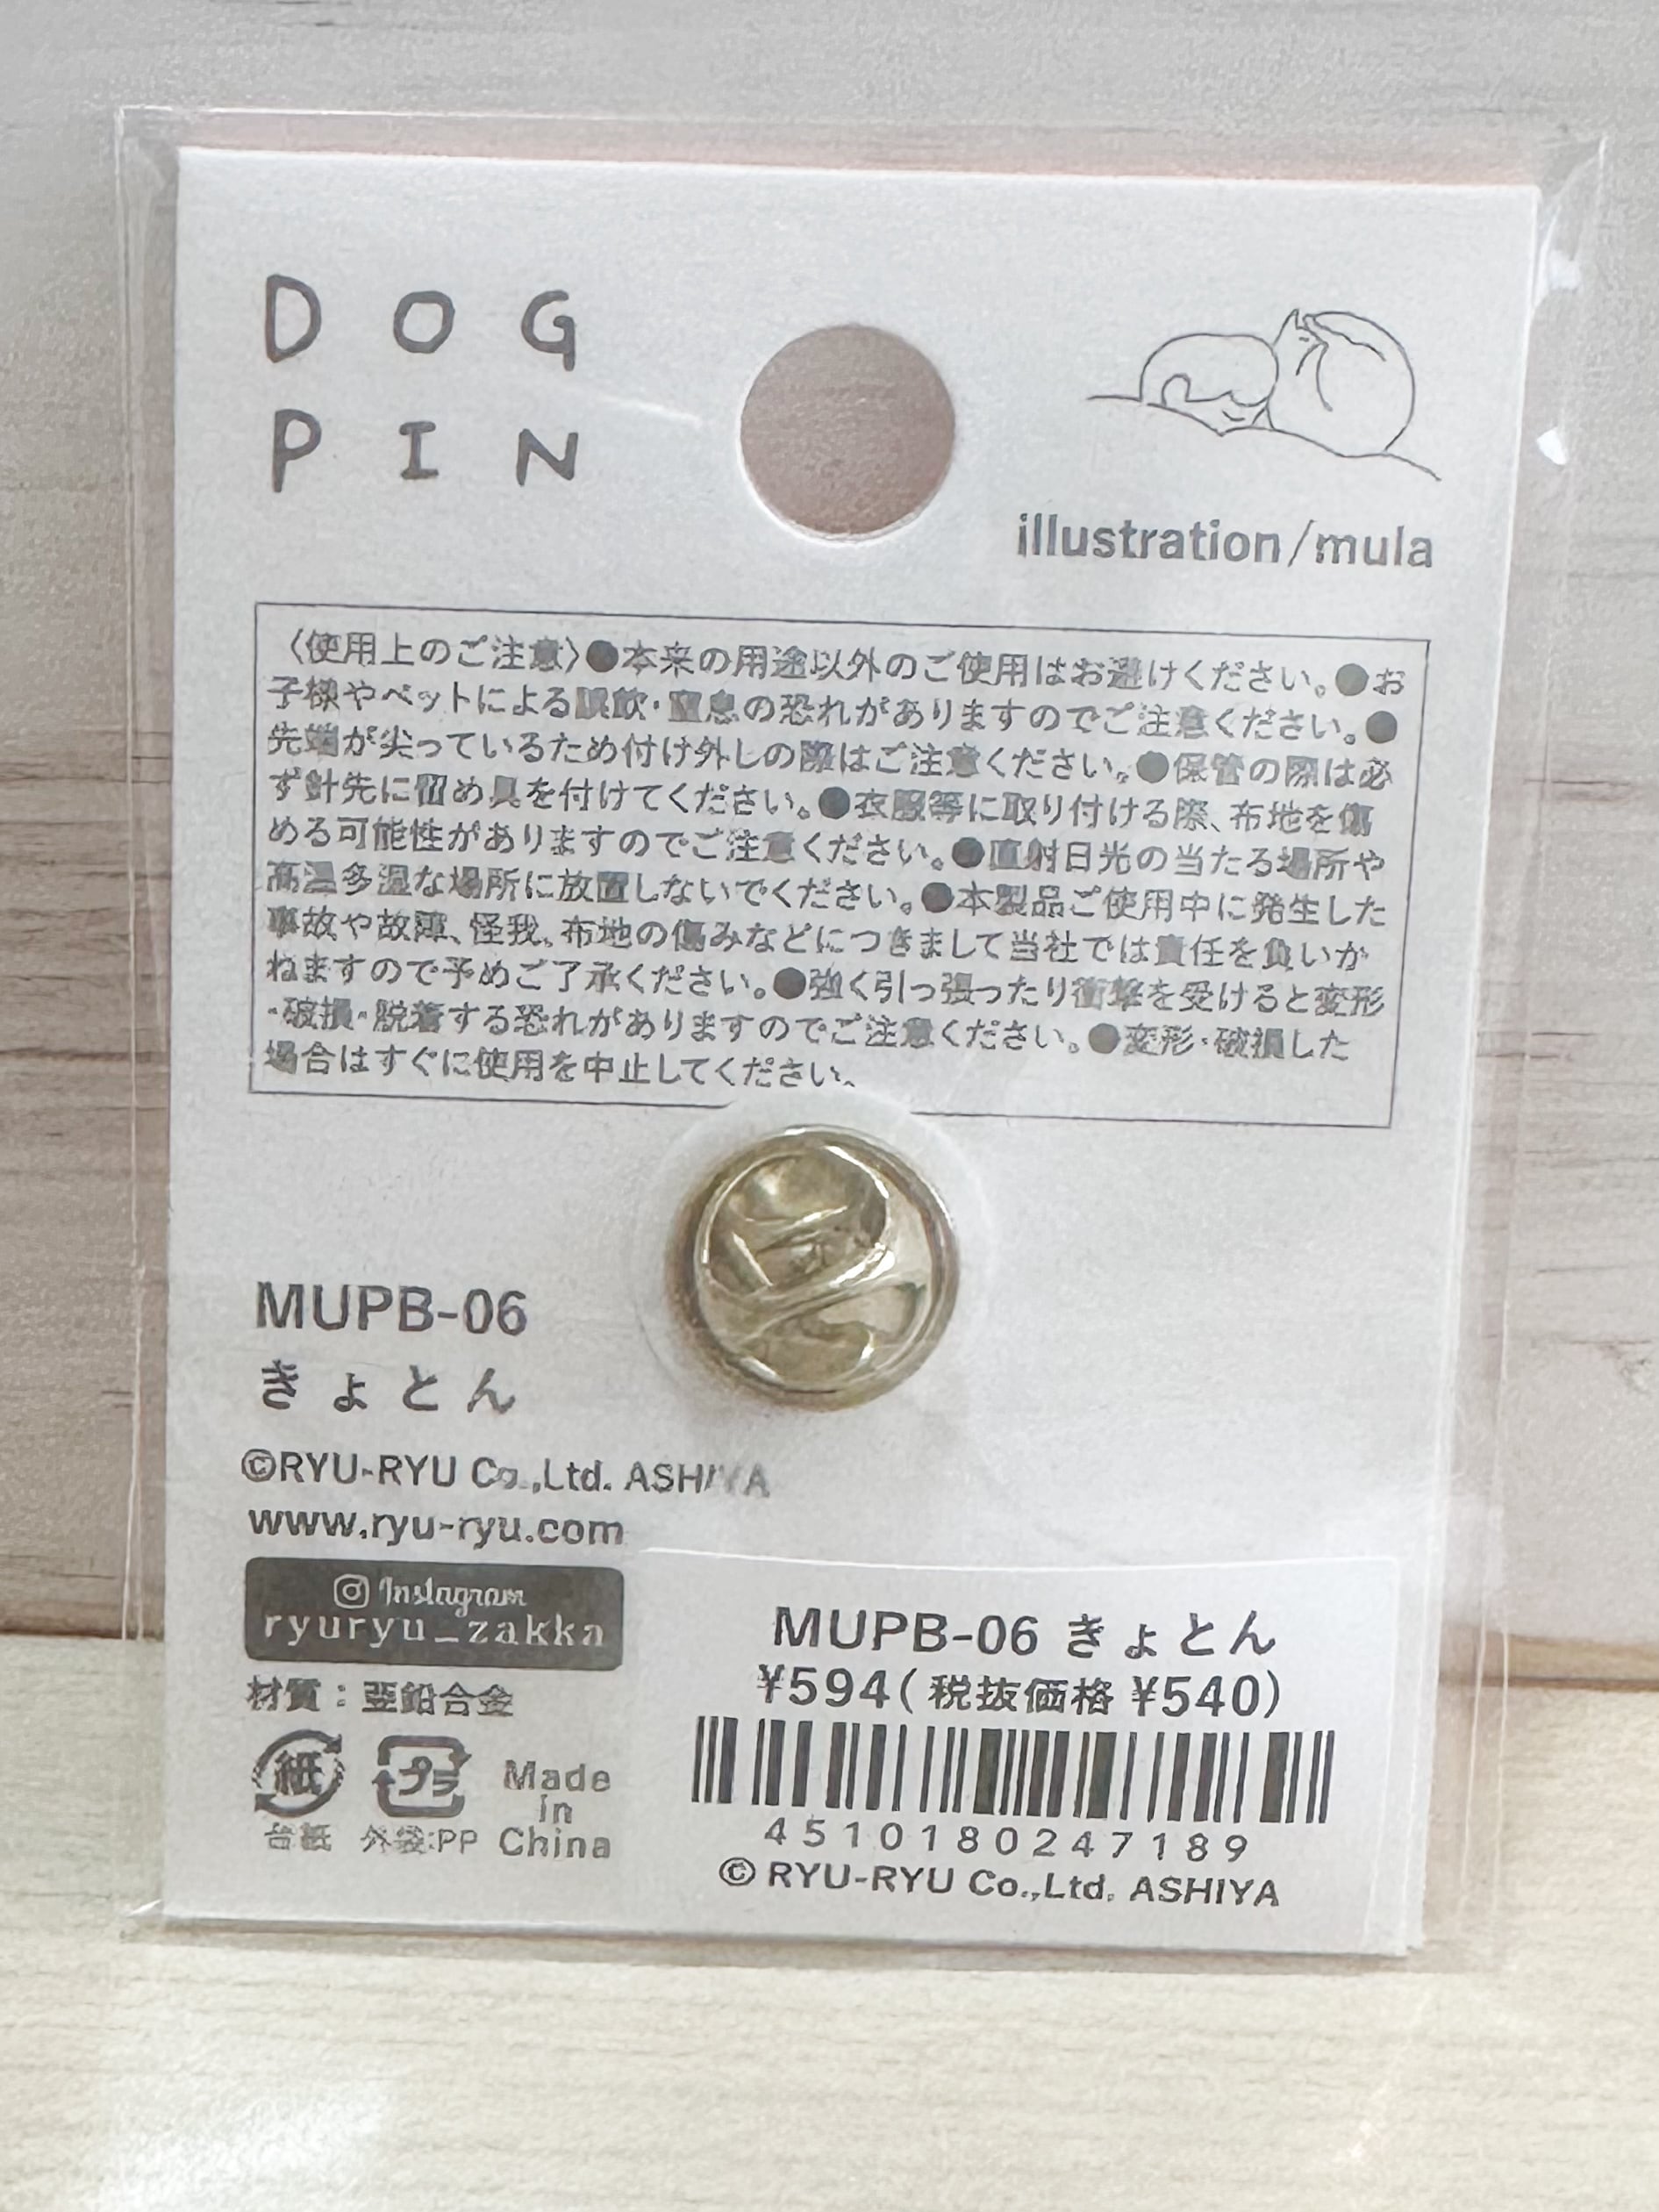 DOG
PIN
illustration/mula
〈使用上のご注意〉●本来の用途以外のご使用はお避けください。●お
子様やペットによる誤飲・窒息の恐れがありますのでご注意ください。●
先端が尖っているため付け外しの際はご注意ください。●保管の際は必
ず針先に留め具を付けてください。●衣服等に取り付ける際、布地を傷
める可能性がありますのでご注意ください。●直射日光の当たる場所や
高温多湿な場所に放置しないでください。●本製品ご使用中に発生した
事故や故障、怪我、布地の傷みなどにつきまして当社では責任を負いか
ねますので予めご了承ください。●強く引っ張ったり衝撃を受けると変形
・破損・脱着する恐れがありますのでご注意ください。●変形・破損した
場合はすぐに使用を中止してください。
MUPB-06
きょとん
©RYU-RYU Co.,Ltd. ASHIYA
www.ryu-ryu.com
Instagram
ryuryu_zakka
材質：亜鉛合金
紙
台紙
プラ
外袋:PP
Made
in
China
MUPB-06 きょとん
¥594(税抜価格 ¥540)
4510180247189
© RYU-RYU Co.,Ltd. ASHIYA